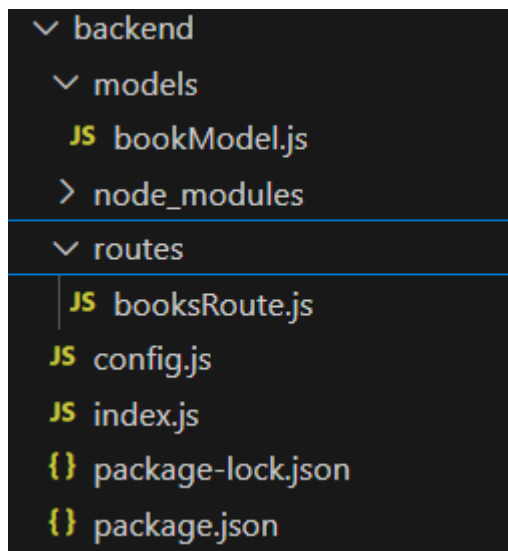 backend
models
JS bookModel.js
node_modules
routes
JS booksRoute.js
JS config.js
JS index.js
{} package-lock.json
{} package.json